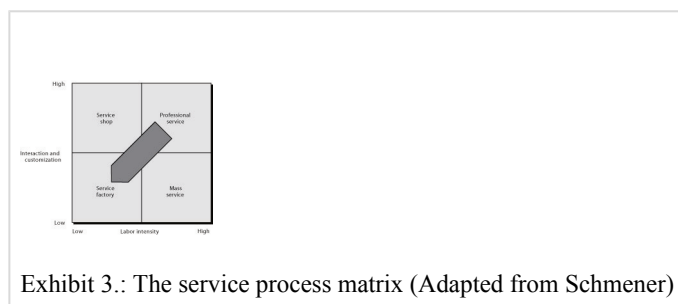 High
Service
shop
Professional
service
Interaction and
customization
Service
factory
Mass
service
Low
Low
Labor intensity
High
Exhibit 3.: The service process matrix (Adapted from Schmener)